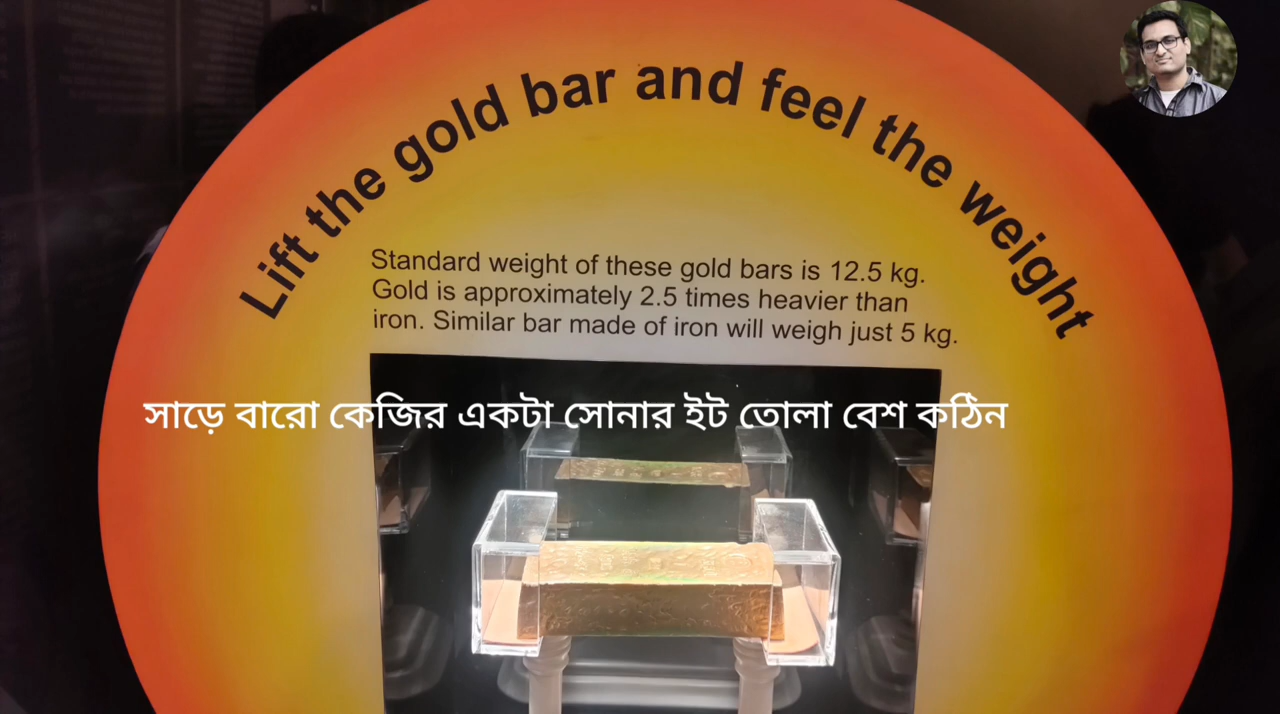 Lift the gold bar and feel the weight
Standard weight of these gold bars is 12.5 kg.
Gold is approximately 2.5 times heavier than
iron. Similar bar made of iron will weigh just 5 kg.
সাড়ে বারো কেজির একটা সোনার ইট তোলা বেশ কঠিন